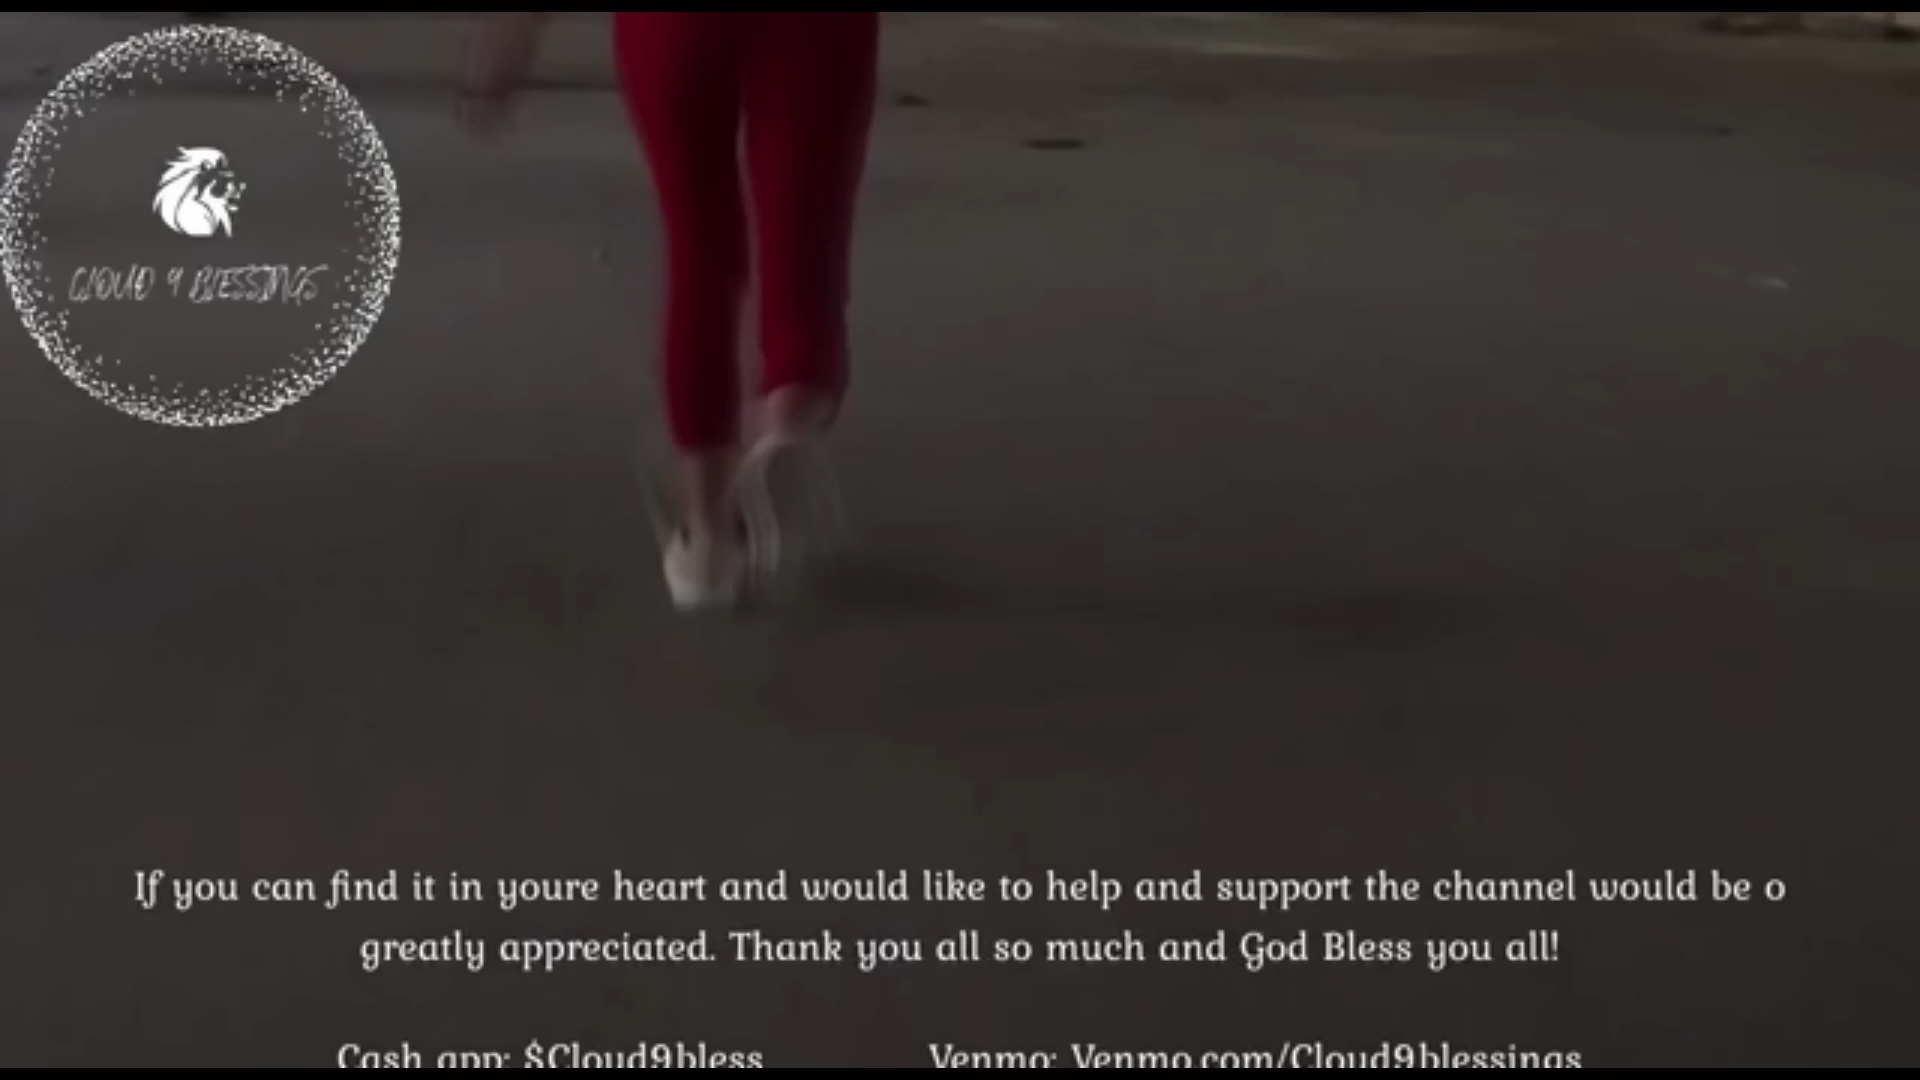 CLOUD 9 BLESSINGS
If you can find it in youre heart and would like to help and support the channel would be o
greatly appreciated. Thank you all so much and God Bless you all!
Cash app: $Cloud9bless Venmo: Venmo.com/Cloud9blessings